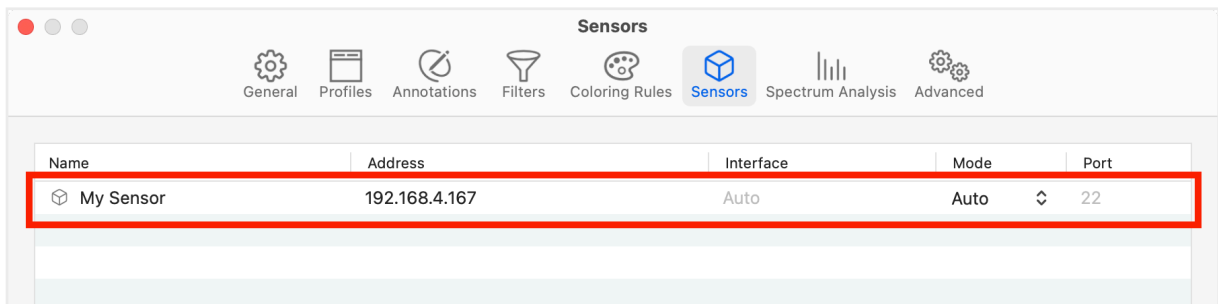 Sensors
General Profiles Annotations Filters Coloring Rules Sensors Spectrum Analysis Advanced
Name Address Interface Mode Port
My Sensor 192.168.4.167 Auto Auto 22